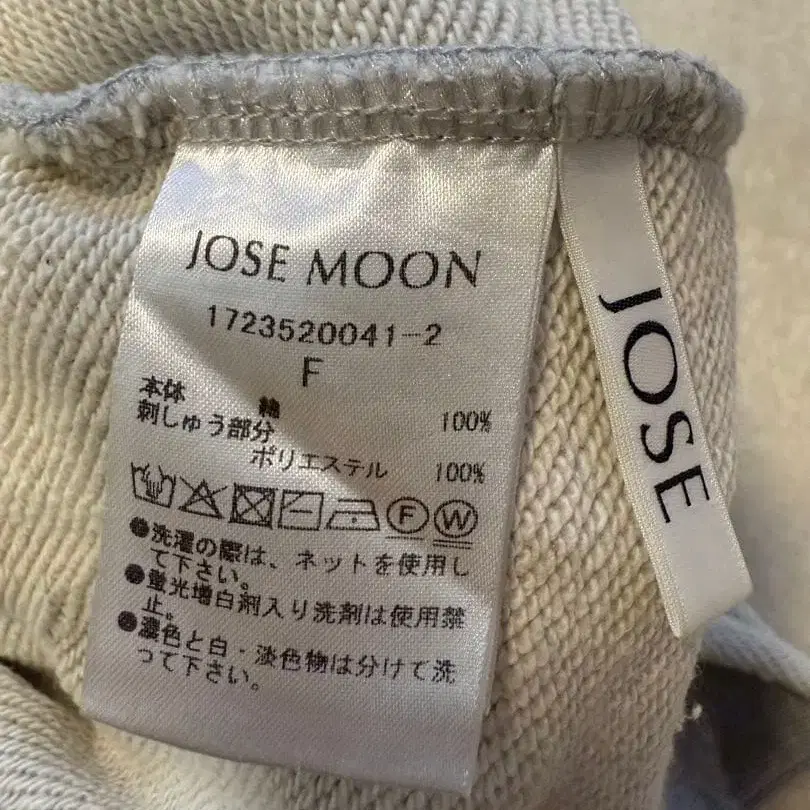 JOSE MOON
1723520041-2
F
本体 綿 100%
刺しゅう部分
ポリエステル 100%
F W
●洗濯の際は、ネットを使用し
て下さい。
●蛍光増白剤入り洗剤は使用禁
止。
●濃色と白・淡色物は分けて洗
って下さい。
JOSE